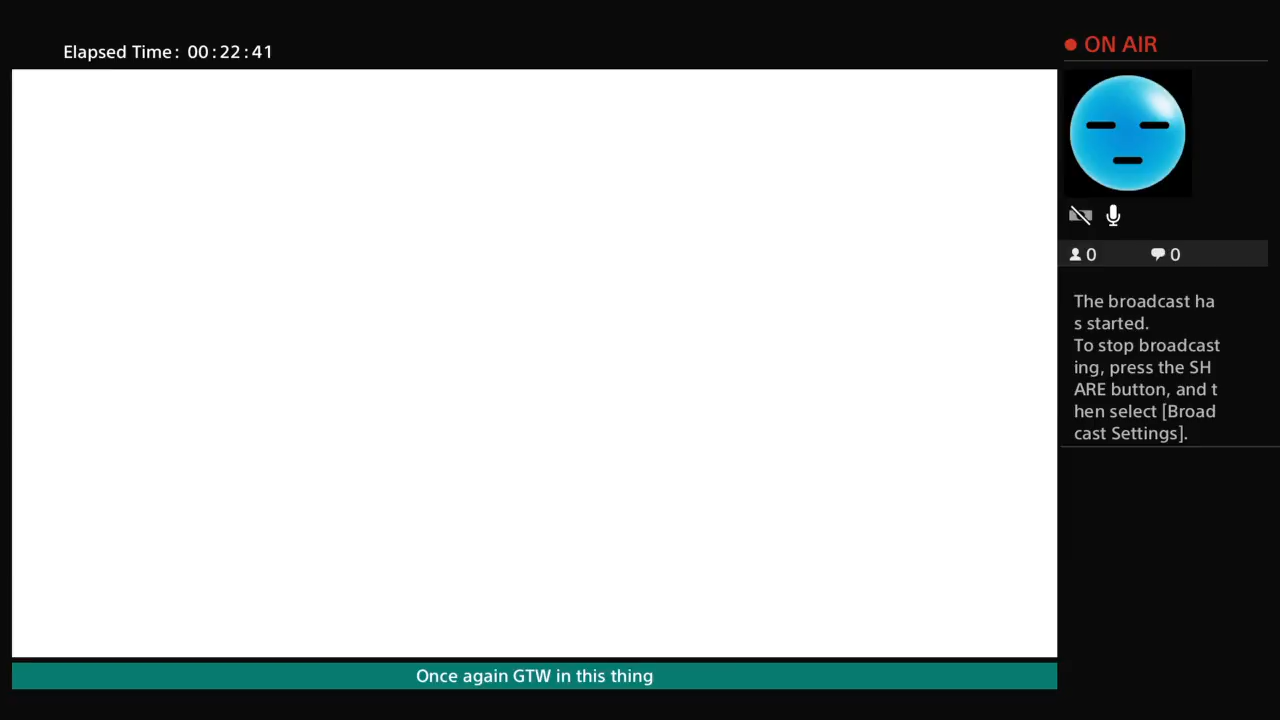 Elapsed Time: 00:22:41
ON AIR
0 0
The broadcast ha
s started.
To stop broadcast
ing, press the SH
ARE button, and t
hen select [Broad
cast Settings].
Once again GTW in this thing